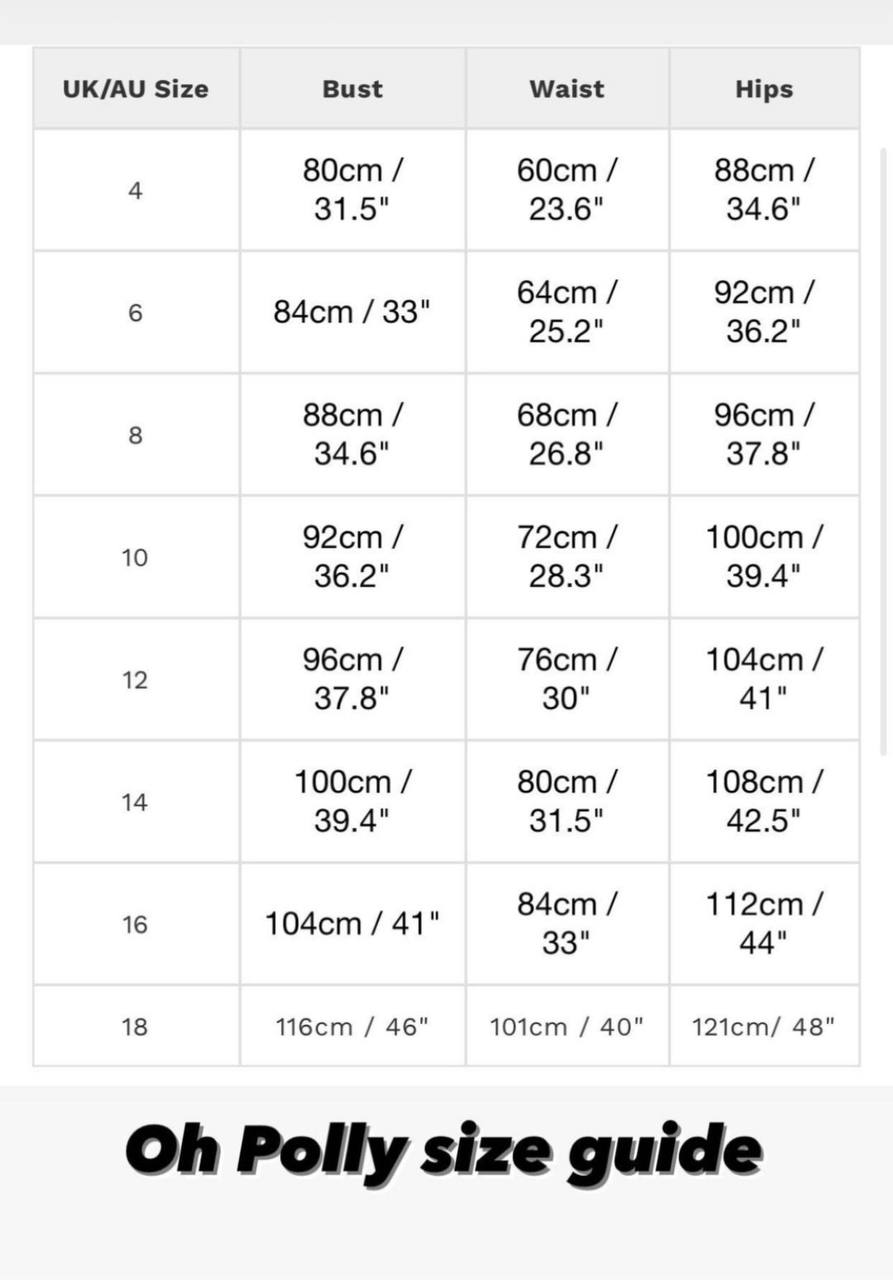 UK/AU Size Bust Waist Hips
4 80cm / 31.5" 60cm / 23.6" 88cm / 34.6"
6 84cm / 33" 64cm / 25.2" 92cm / 36.2"
8 88cm / 34.6" 68cm / 26.8" 96cm / 37.8"
10 92cm / 36.2" 72cm / 28.3" 100cm / 39.4"
12 96cm / 37.8" 76cm / 30" 104cm / 41"
14 100cm / 39.4" 80cm / 31.5" 108cm / 42.5"
16 104cm / 41" 84cm / 33" 112cm / 44"
18 116cm / 46" 101cm / 40" 121cm/ 48"
Oh Polly size guide